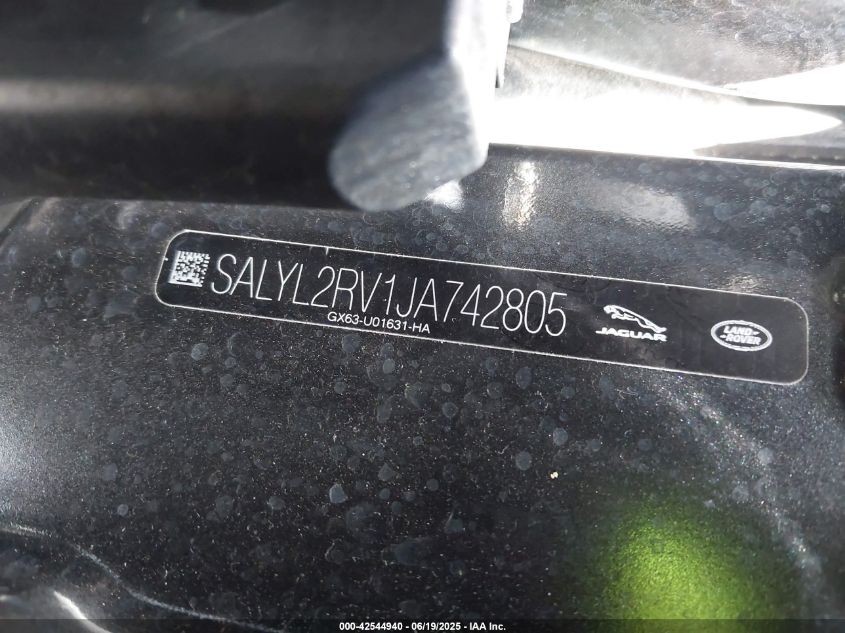 SALYL2RV1JA742805
GX63-U01631-HA
JAGUAR
LAND-
-ROVER
000-42544940 - 06/19/2025 - IAA Inc.